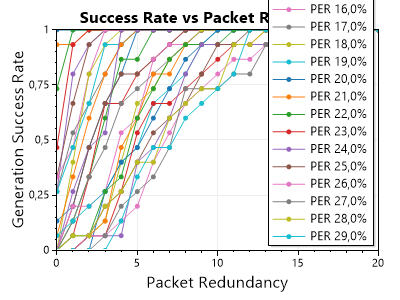 Success Rate vs Packet R
PER 16,0%
PER 17,0%
PER 18,0%
PER 19,0%
PER 20,0%
PER 21,0%
PER 22,0%
PER 23,0%
PER 24,0%
PER 25,0%
PER 26,0%
PER 27,0%
PER 28,0%
PER 29,0%
Generation Success Rate
1
0,75
0,5
0,25
0
0
5
10
15
20
Packet Redundancy